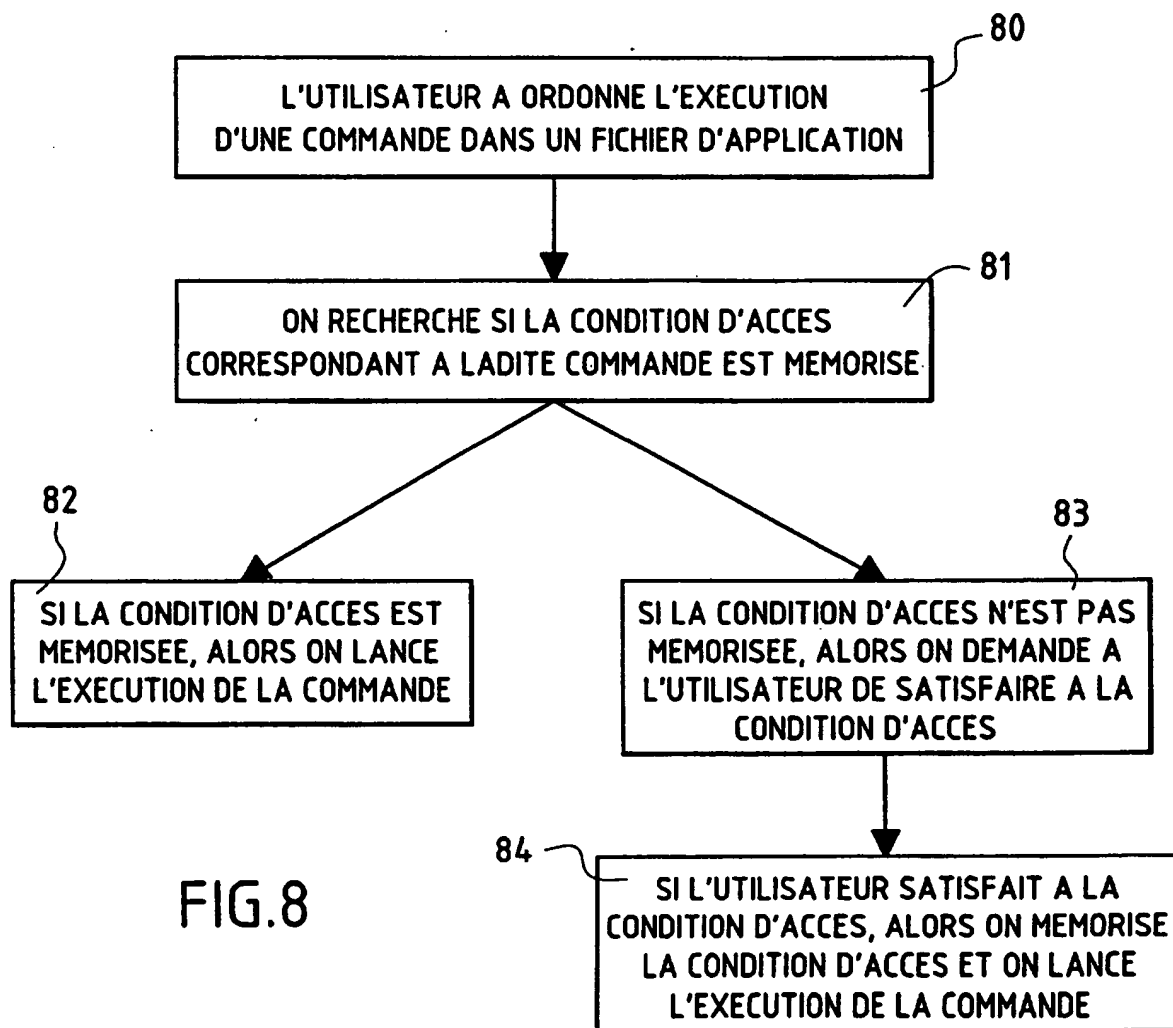 80
L'UTILISATEUR A ORDONNE L'EXECUTION
D'UNE COMMANDE DANS UN FICHIER D'APPLICATION
81
ON RECHERCHE SI LA CONDITION D'ACCES
CORRESPONDANT A LADITE COMMANDE EST MEMORISE
82
SI LA CONDITION D'ACCES EST
MEMORISEE, ALORS ON LANCE
L'EXECUTION DE LA COMMANDE
83
SI LA CONDITION D'ACCES N'EST PAS
MEMORISEE, ALORS ON DEMANDE A
L'UTILISATEUR DE SATISFAIRE A LA
CONDITION D'ACCES
84
SI L'UTILISATEUR SATISFAIT A LA
CONDITION D'ACCES, ALORS ON MEMORISE
LA CONDITION D'ACCES ET ON LANCE
L'EXECUTION DE LA COMMANDE
FIG.8